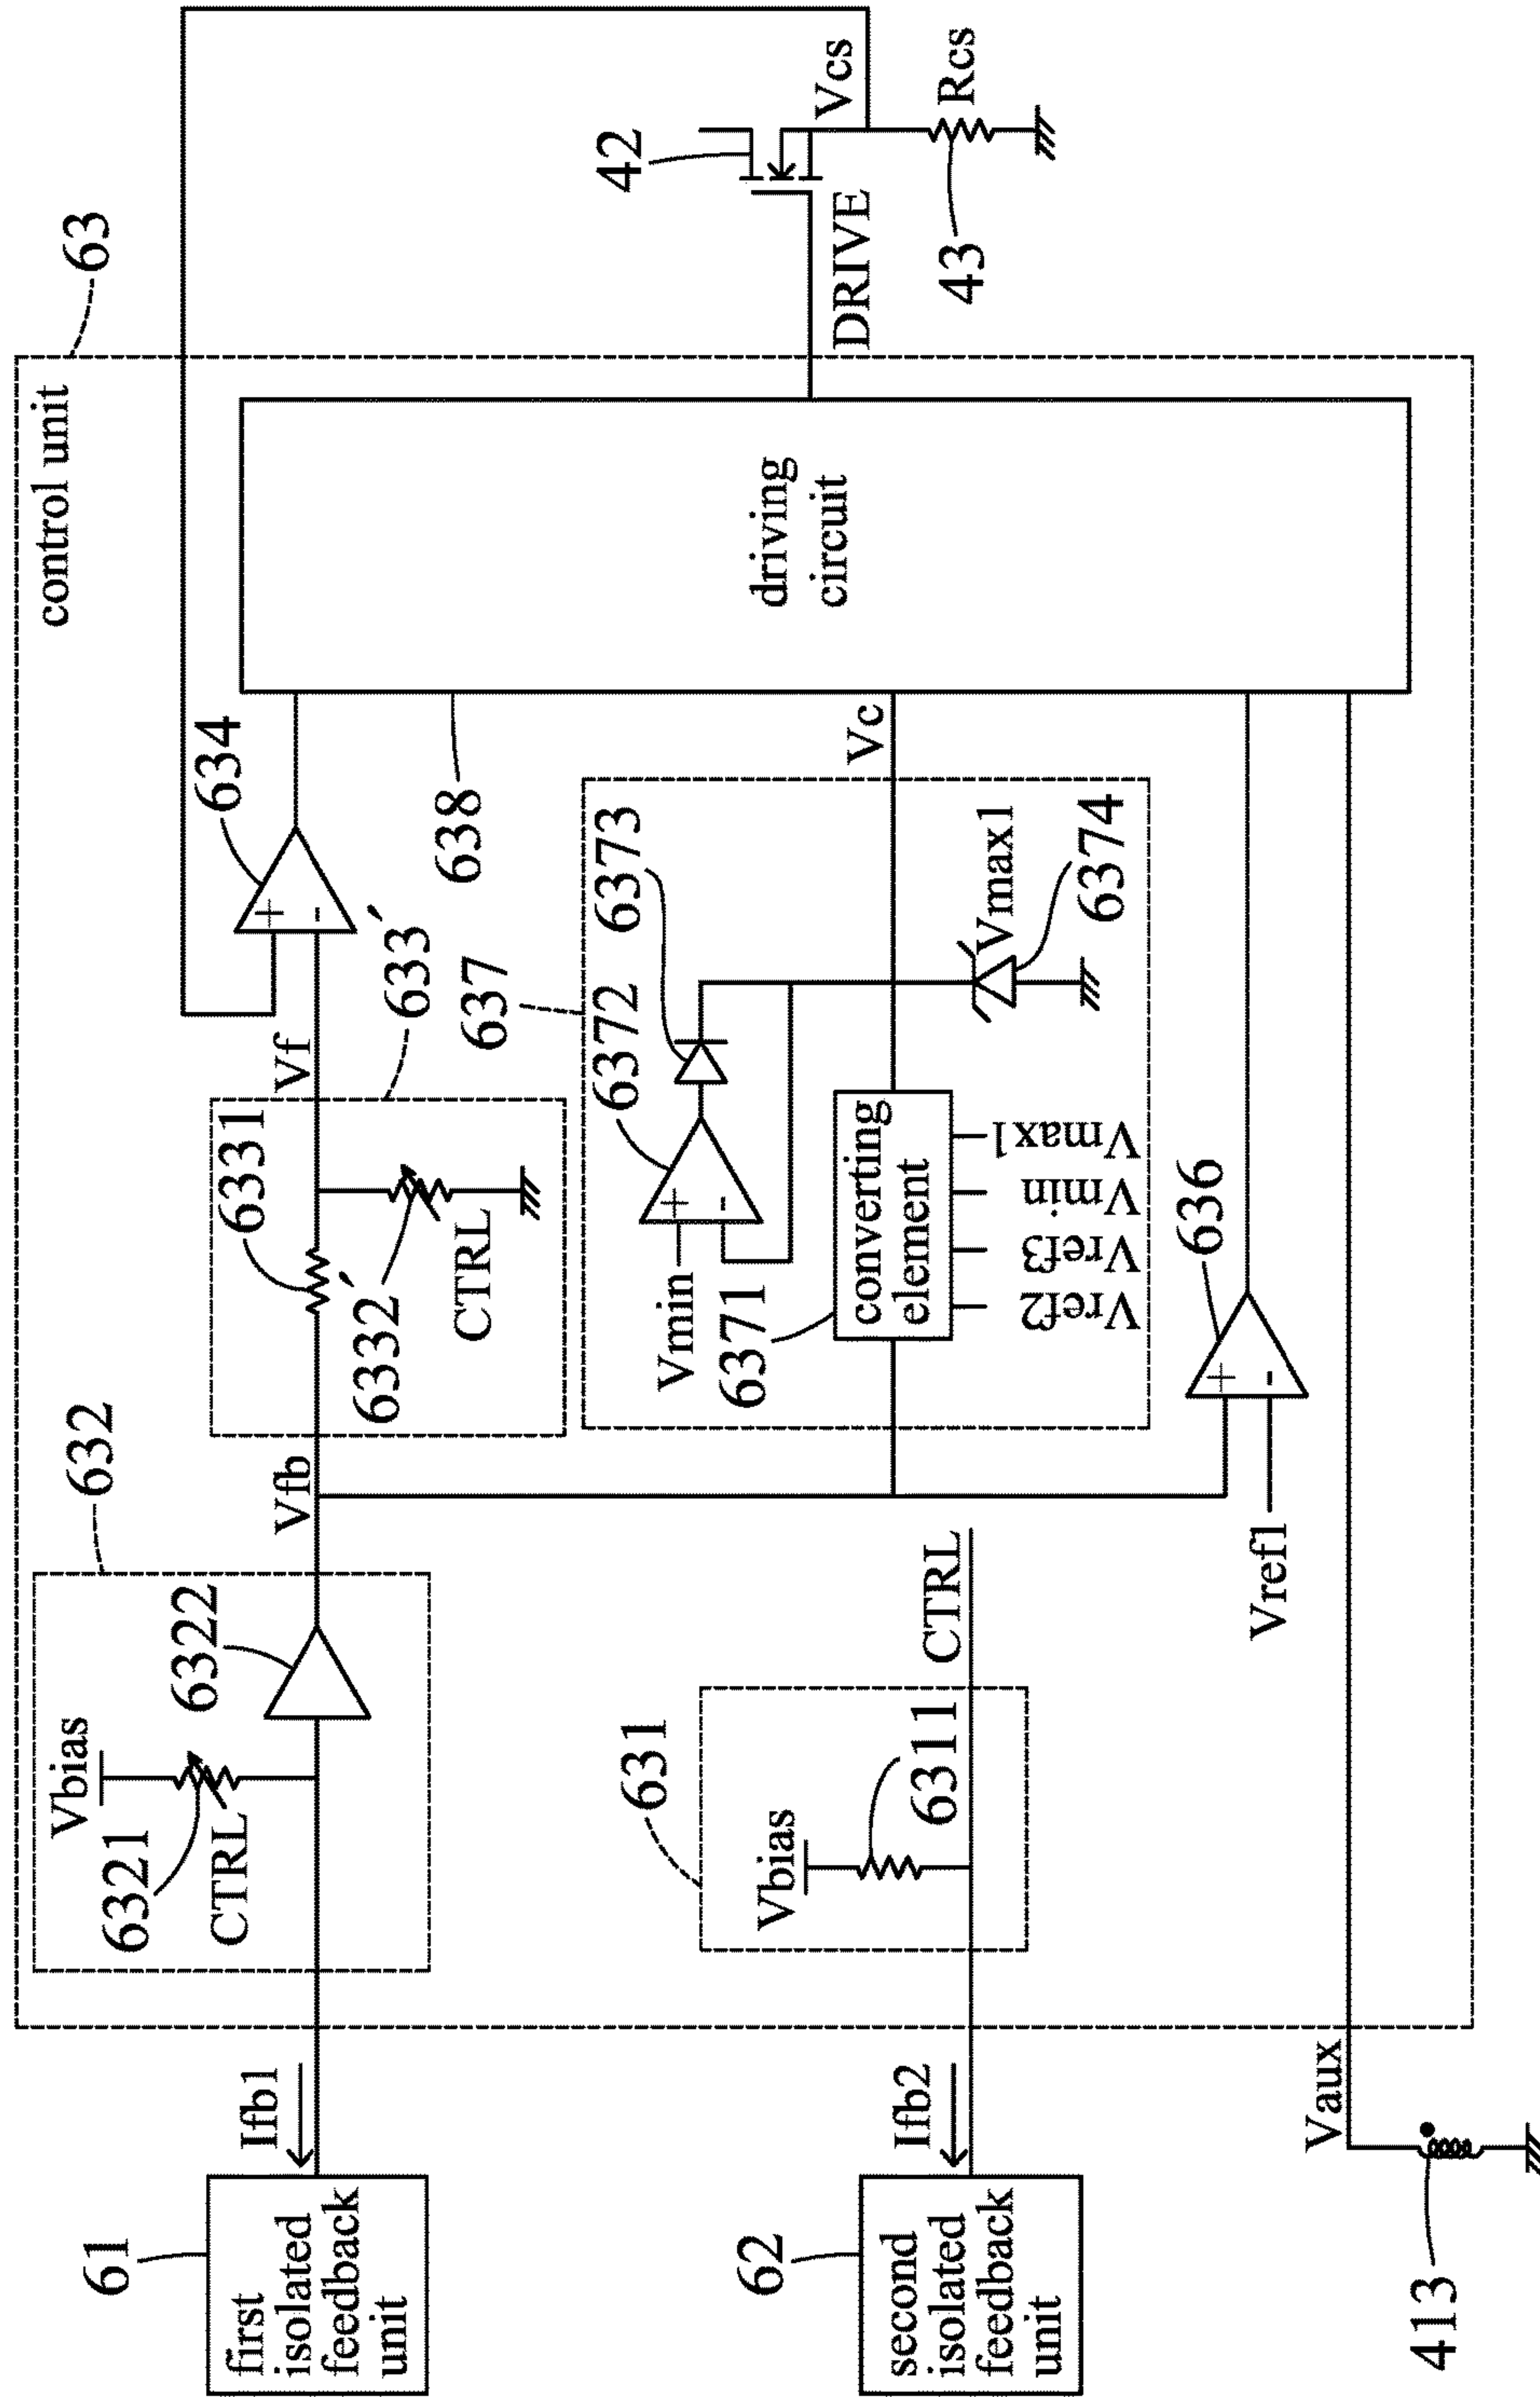 63
control unit
61
first
isolated
feedback
unit
Ifb1
632
Vbias
6321
CTRL
6322
Vfb
6331
6332′
CTRL
633′
Vf
634
+
-
638
driving
circuit
DRIVE
42
Vcs
Rcs
43
637
6372
6373
Vmin
+
-
6371
converting
element
Vref2
Vref3
Vmin
Vmax1
Vmax1
6374
Vc
62
second
isolated
feedback
unit
Ifb2
631
Vbias
6311
CTRL
636
+
-
Vref1
Vaux
413